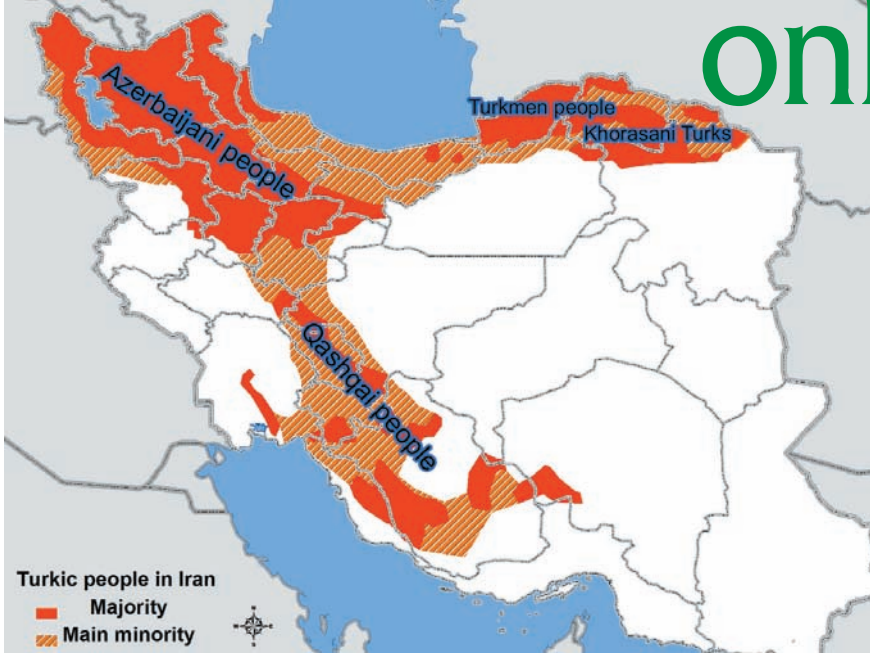 onl
Azerbaijani people
Turkmen people
Khorasani Turks
Qashqai people
Turkic people in Iran
Majority
Main minority